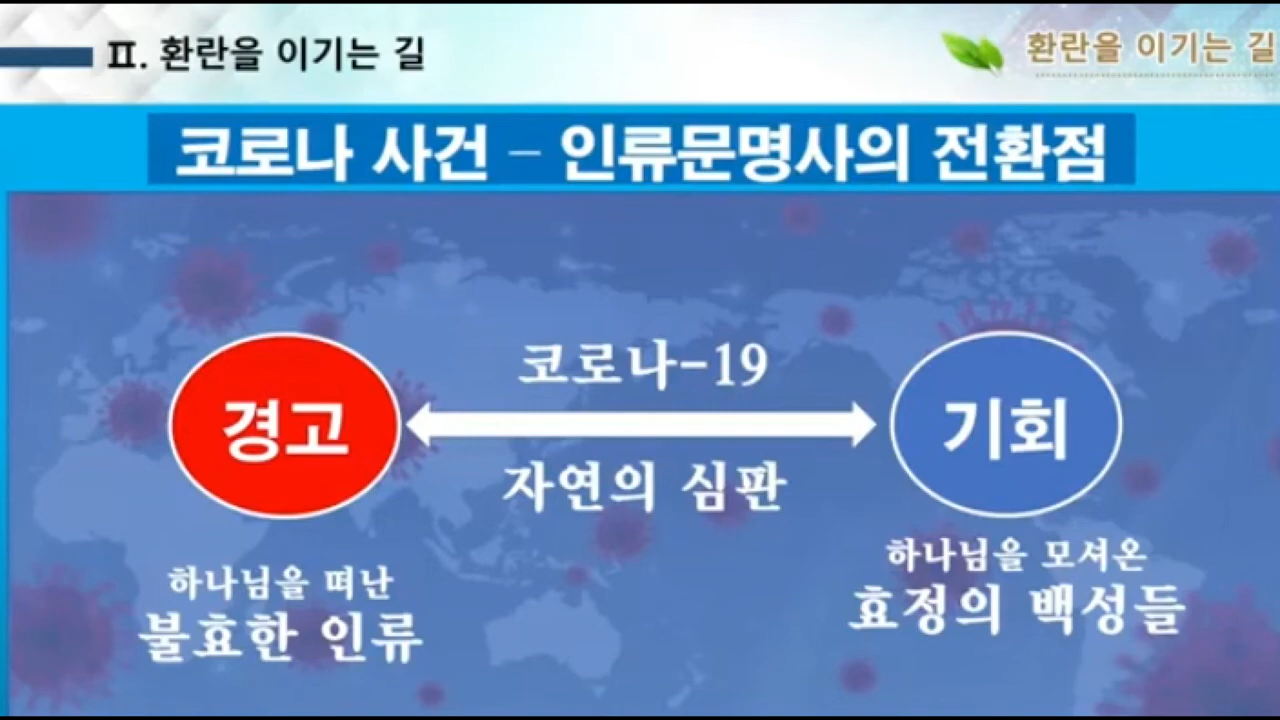 Ⅱ. 환란을 이기는 길
환란을 이기는 길
코로나 사건 – 인류문명사의 전환점
코로나-19
경고
기회
자연의 심판
하나님을 떠난
불효한 인류
하나님을 모셔온
효정의 백성들